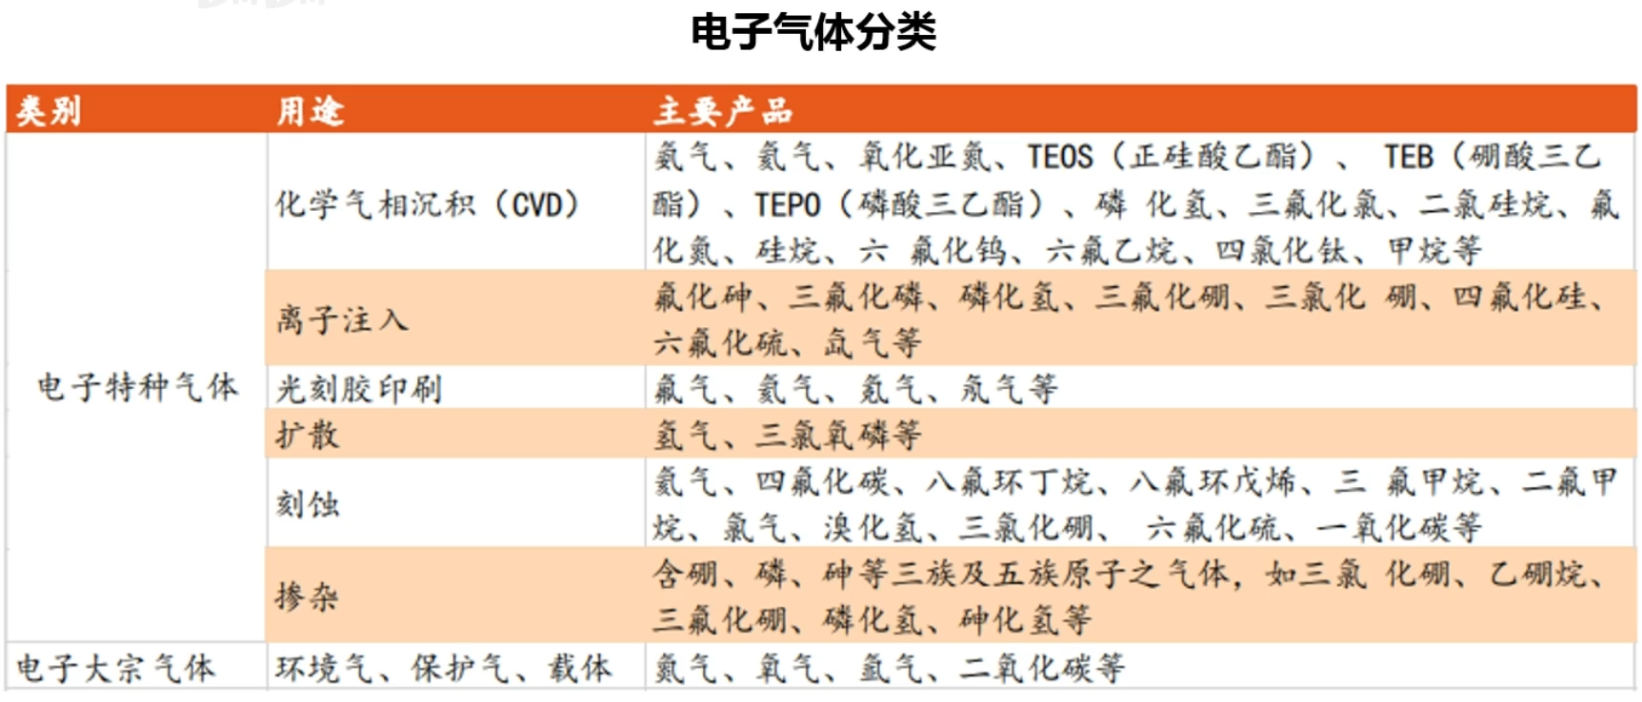 电子气体分类
类别 用途 主要产品
电子特种气体
化学气相沉积（CVD）
氨气、氦气、氧化亚氮、TEOS（正硅酸乙酯）、 TEB（硼酸三乙
酯）、TEPO（磷酸三乙酯）、磷 化氢、三氟化氯、二氯硅烷、氟
化氮、硅烷、六 氟化钨、六氟乙烷、四氯化钛、甲烷等
离子注入
氟化砷、三氟化磷、磷化氢、三氟化硼、三氯化 硼、四氟化硅、
六氟化硫、氙气等
光刻胶印刷 氟气、氦气、氪气、氖气等
扩散 氢气、三氯氧磷等
刻蚀
氦气、四氟化碳、八氟环丁烷、八氟环戊烯、三 氟甲烷、二氟甲
烷、氯气、溴化氢、三氯化硼、 六氟化硫、一氧化碳等
掺杂
含硼、磷、砷等三族及五族原子之气体，如三氯 化硼、乙硼烷、
三氟化硼、磷化氢、砷化氢等
电子大宗气体 环境气、保护气、载体 氮气、氧气、氩气、二氧化碳等